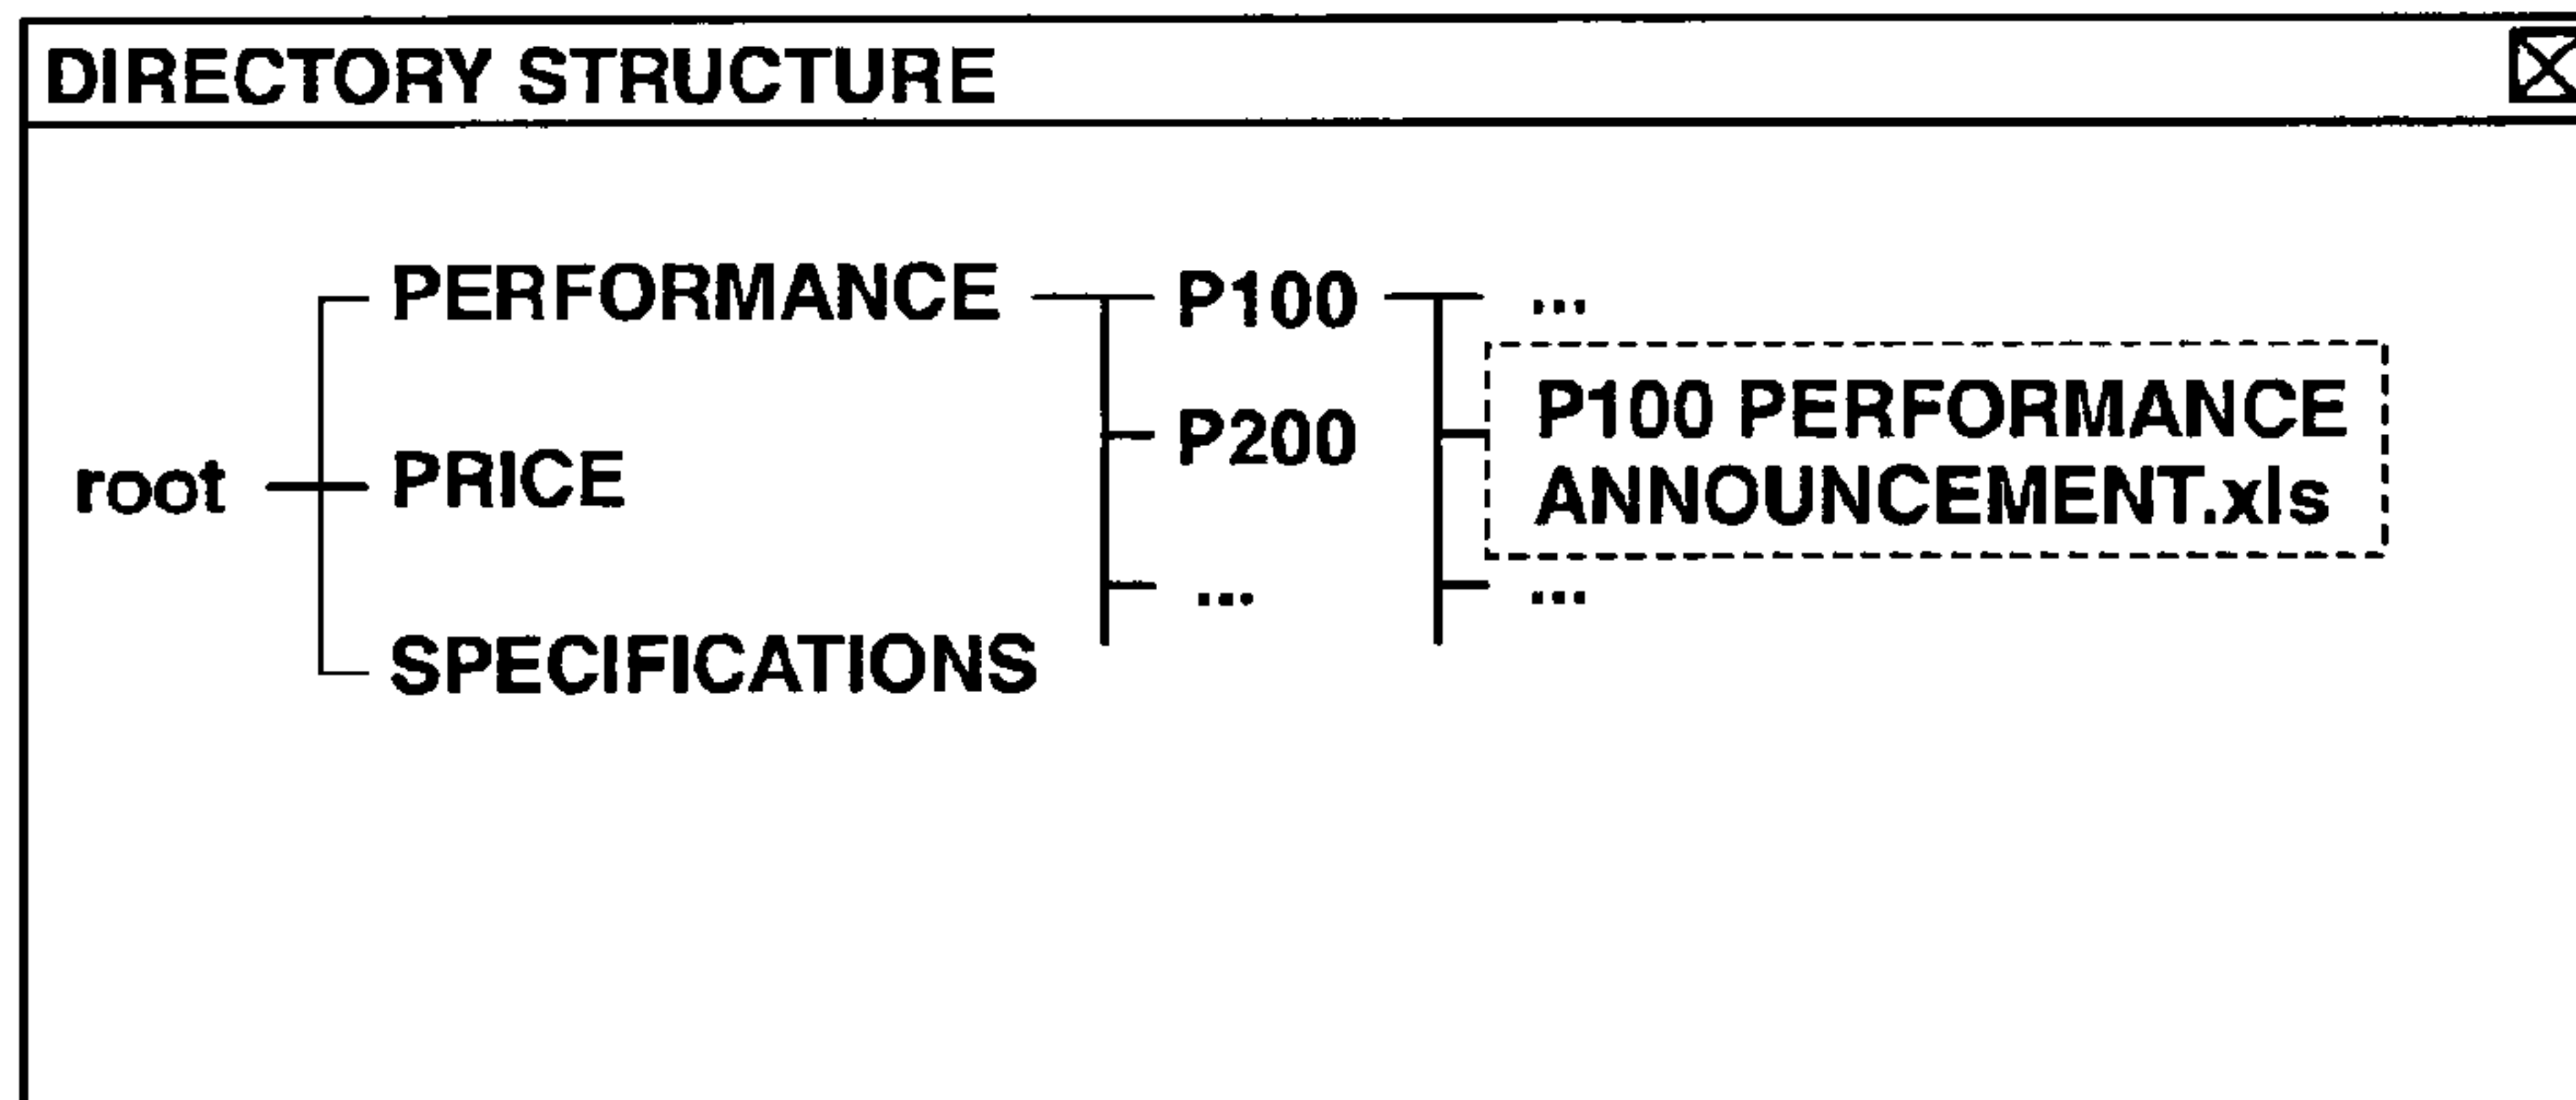 DIRECTORY STRUCTURE
root
PERFORMANCE
PRICE
SPECIFICATIONS
P100
P200
...
...
P100 PERFORMANCE
ANNOUNCEMENT.xls
...